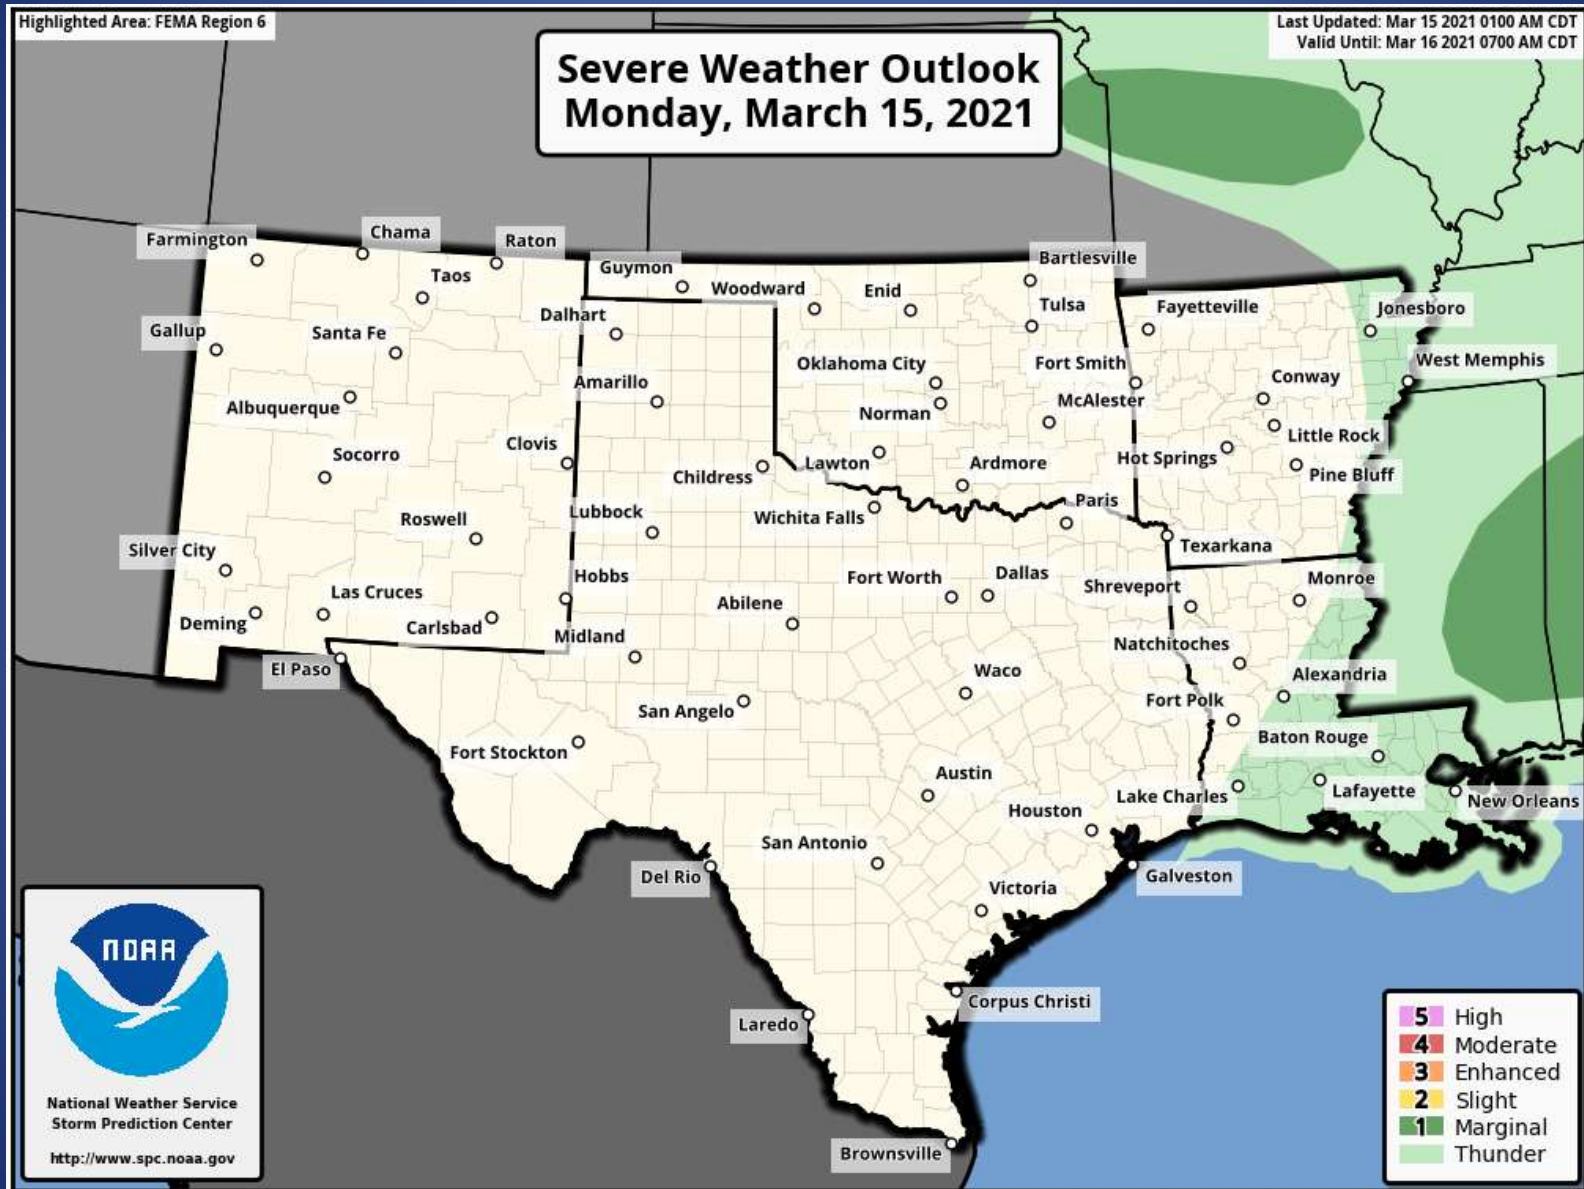 Highlighted Area: FEMA Region 6
Last Updated: Mar 15 2021 0100 AM CDT
Valid Until: Mar 16 2021 0700 AM CDT
Severe Weather Outlook
Monday, March 15, 2021
Farmington
Chama
Raton
Taos
Guymon
Woodward
Enid
Bartlesville
Tulsa
Fayetteville
Jonesboro
Gallup
Santa Fe
Dalhart
Oklahoma City
Fort Smith
West Memphis
Conway
Albuquerque
Amarillo
Norman
McAlester
Little Rock
Socorro
Clovis
Childress
Lawton
Ardmore
Hot Springs
Pine Bluff
Roswell
Lubbock
Wichita Falls
Paris
Texarkana
Silver City
Las Cruces
Hobbs
Abilene
Fort Worth
Dallas
Shreveport
Monroe
Deming
Carlsbad
Midland
Natchitoches
El Paso
San Angelo
Waco
Alexandria
Fort Polk
Fort Stockton
Baton Rouge
Austin
Houston
Lake Charles
Lafayette
New Orleans
San Antonio
Del Rio
Victoria
Galveston
Corpus Christi
Laredo
Brownsville
NOAA
National Weather Service
Storm Prediction Center
http://www.spc.noaa.gov
5 High
4 Moderate
3 Enhanced
2 Slight
1 Marginal
Thunder